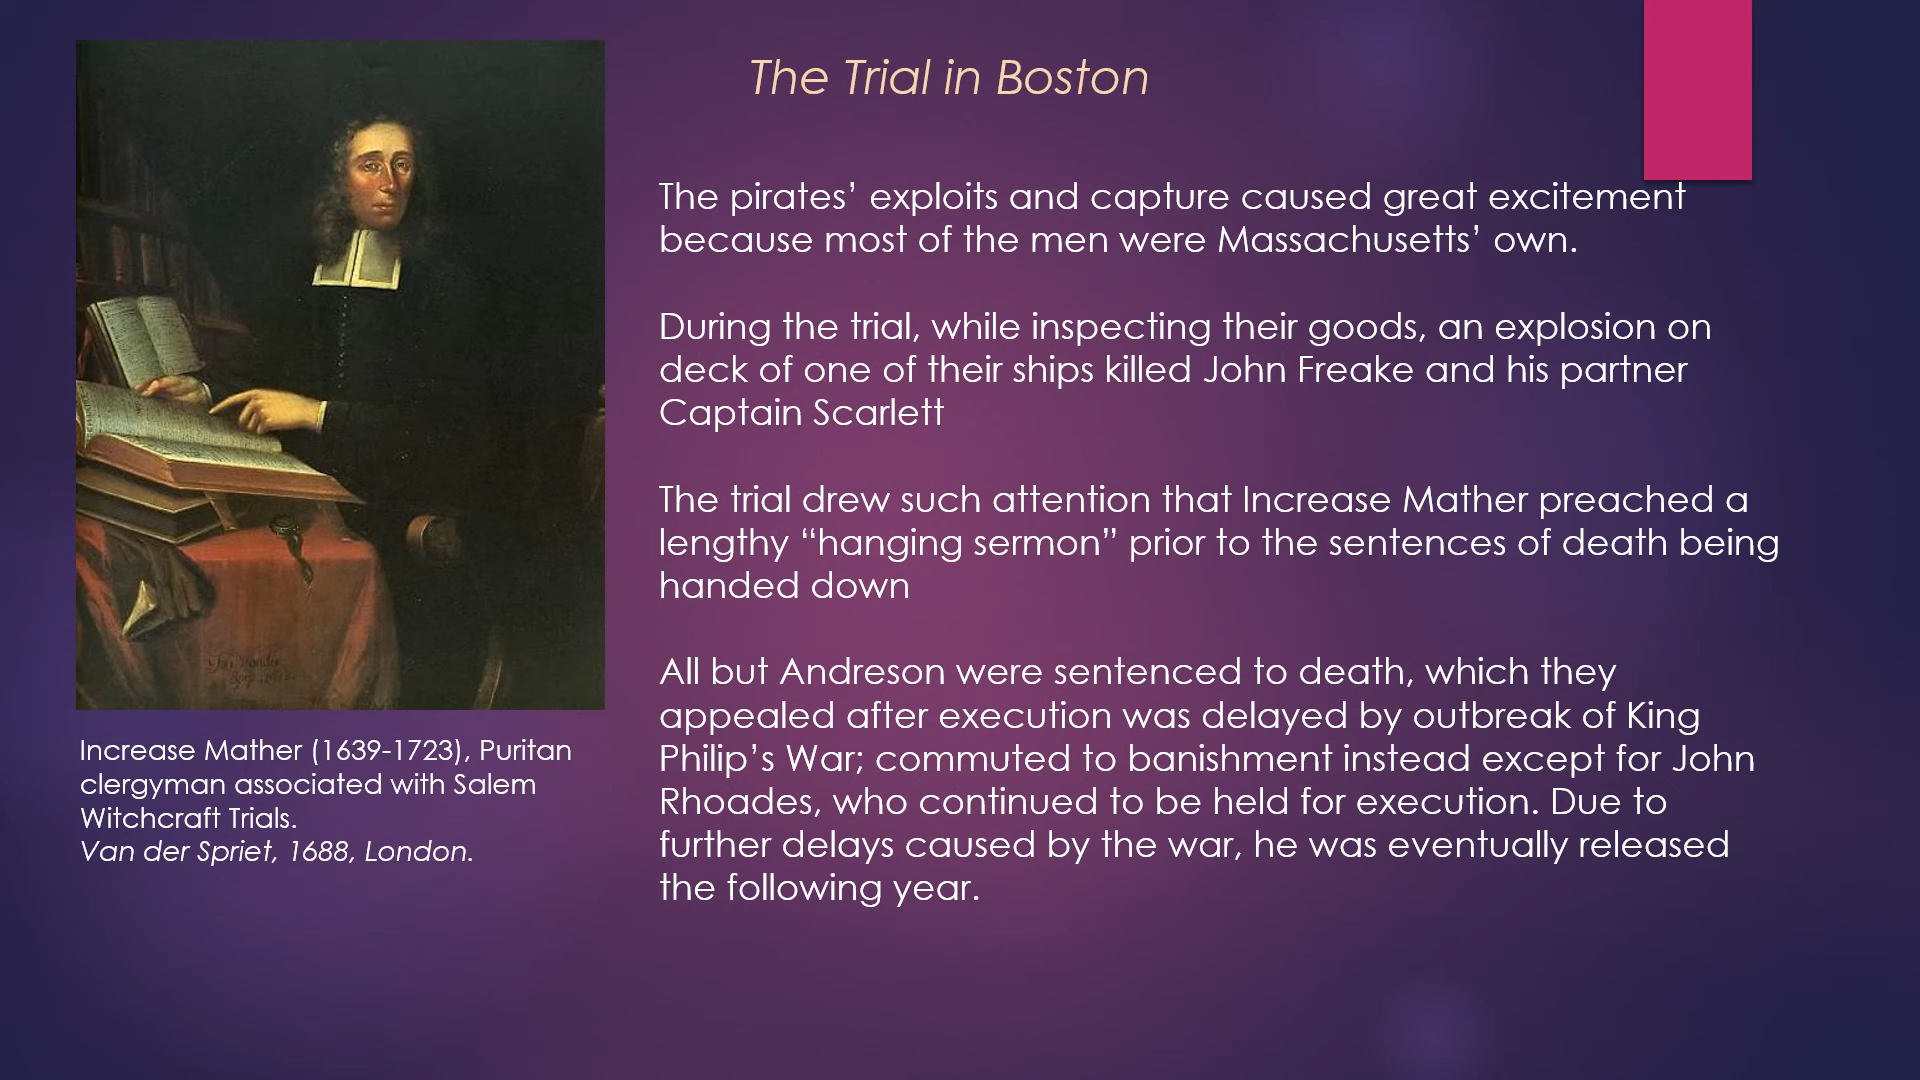 The Trial in Boston
The pirates’ exploits and capture caused great excitement
because most of the men were Massachusetts’ own.
During the trial, while inspecting their goods, an explosion on
deck of one of their ships killed John Freake and his partner
Captain Scarlett
The trial drew such attention that Increase Mather preached a
lengthy “hanging sermon” prior to the sentences of death being
handed down
All but Andreson were sentenced to death, which they
appealed after execution was delayed by outbreak of King
Philip’s War; commuted to banishment instead except for John
Rhoades, who continued to be held for execution. Due to
further delays caused by the war, he was eventually released
the following year.
Increase Mather (1639-1723), Puritan
clergyman associated with Salem
Witchcraft Trials.
Van der Spriet, 1688, London.